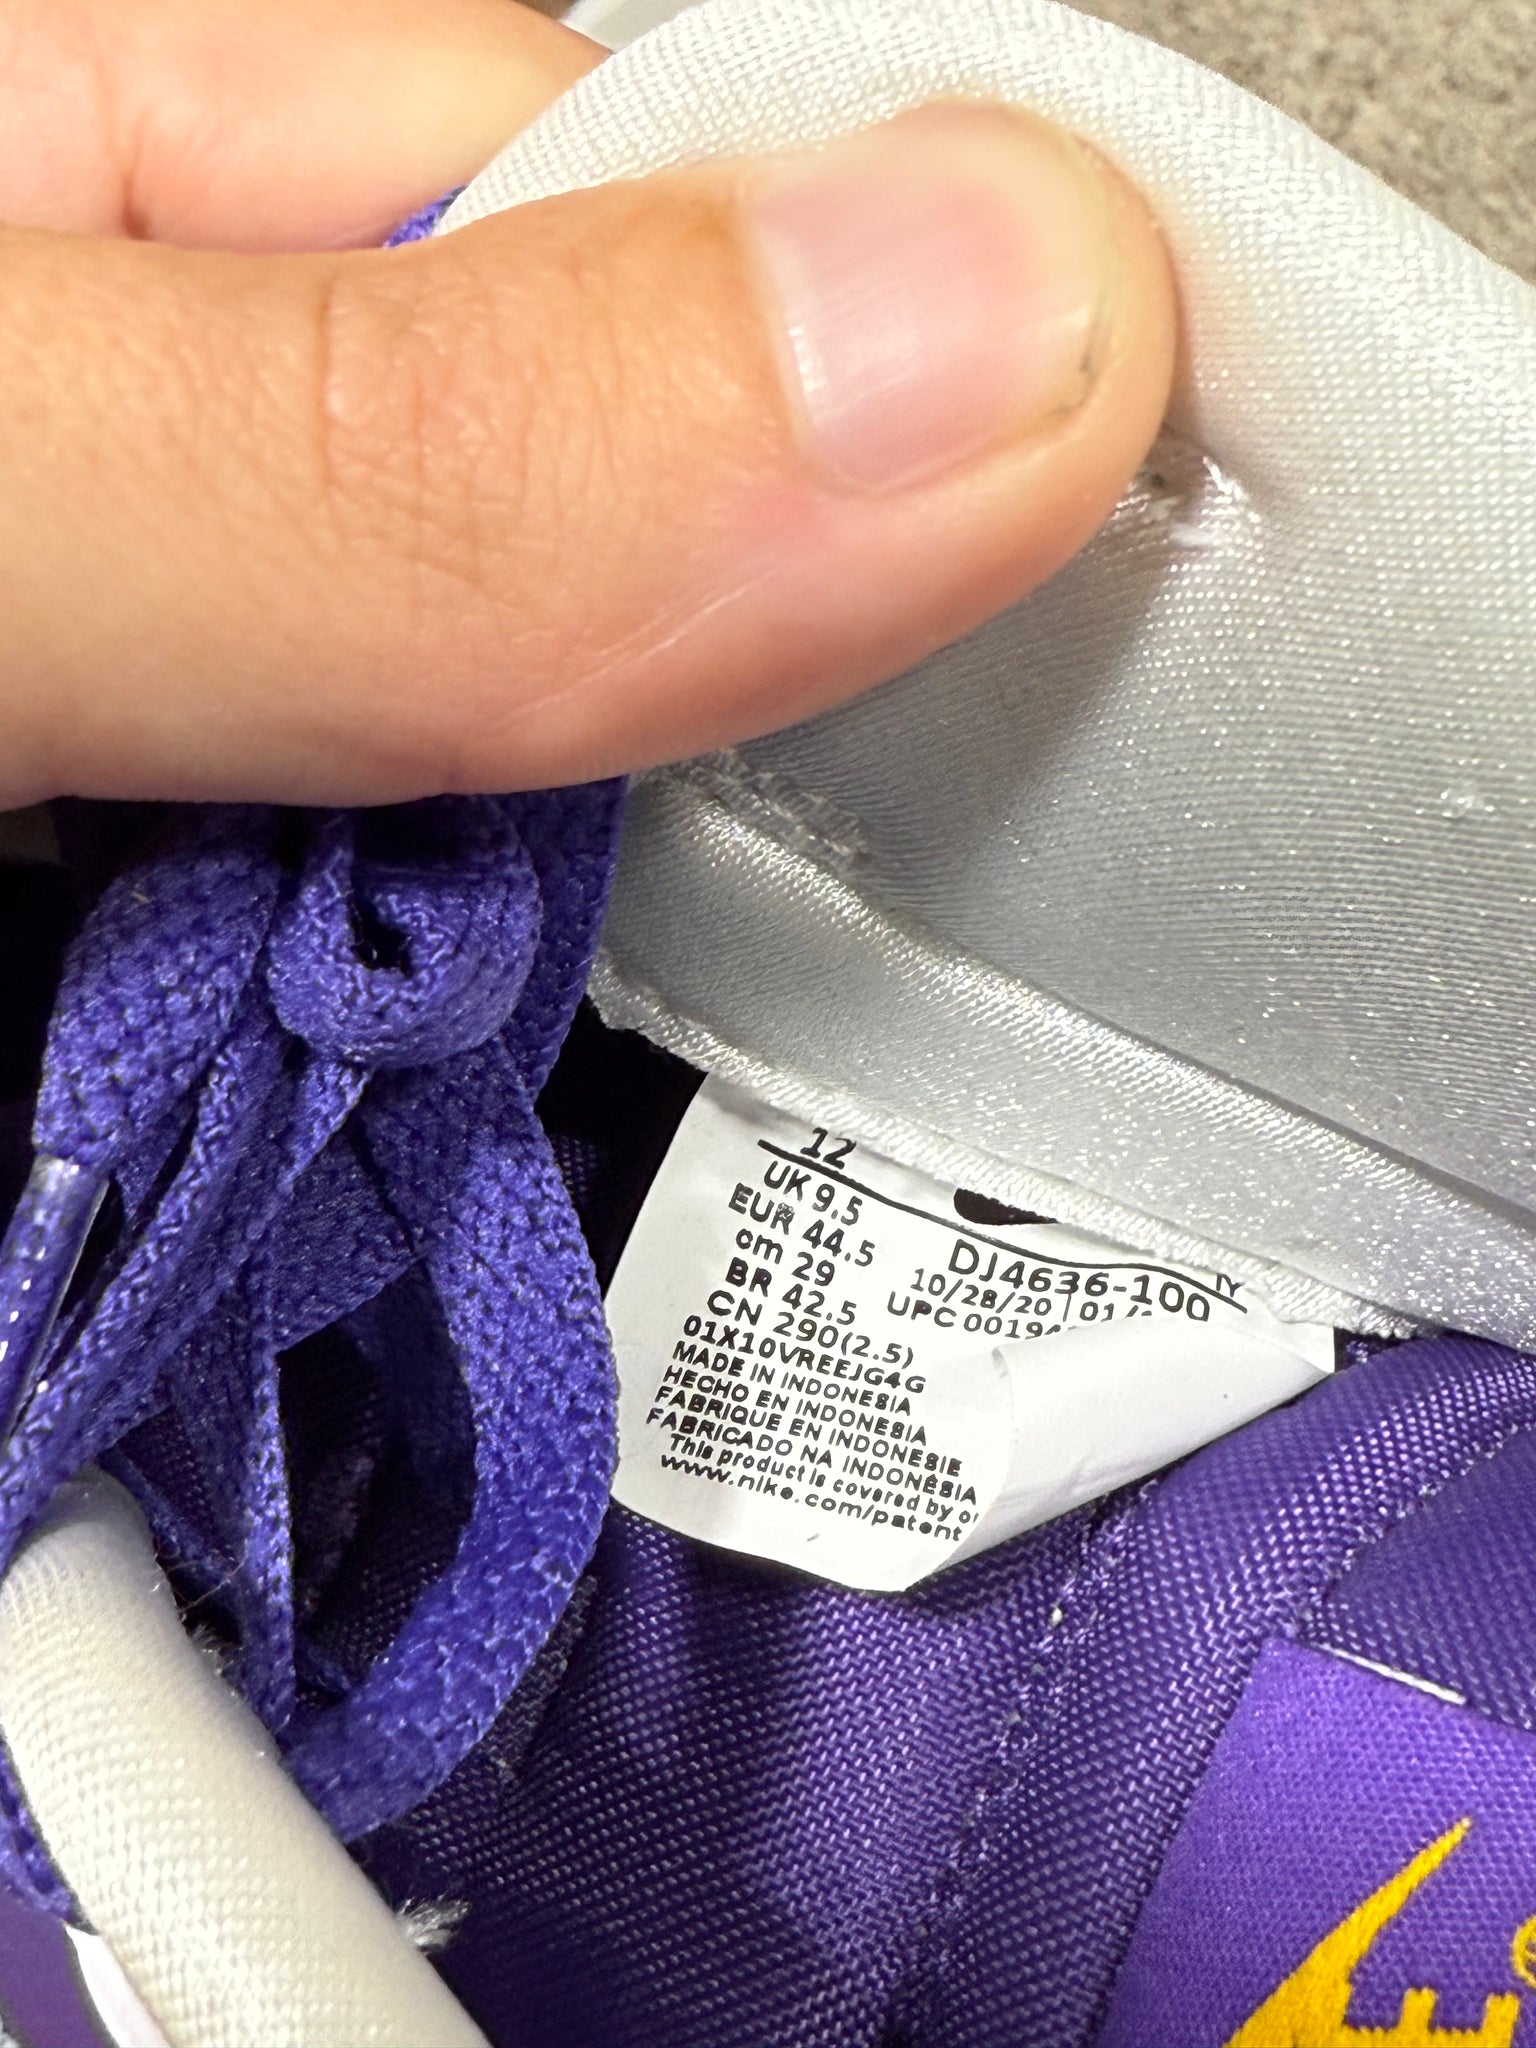 12
UK 9.5
EUR 44.5
cm 29
BR 42.5
CN 290(2.5)
01X10VREEJG4G
MADE IN INDONESIA
HECHO EN INDONESIA
FABRIQUE EN INDONESIE
FABRICADO NA INDONÉSIA
This product is covered by
www.nike.com/patent
DJ4636-100
10/28/20 01/
UPC 00194